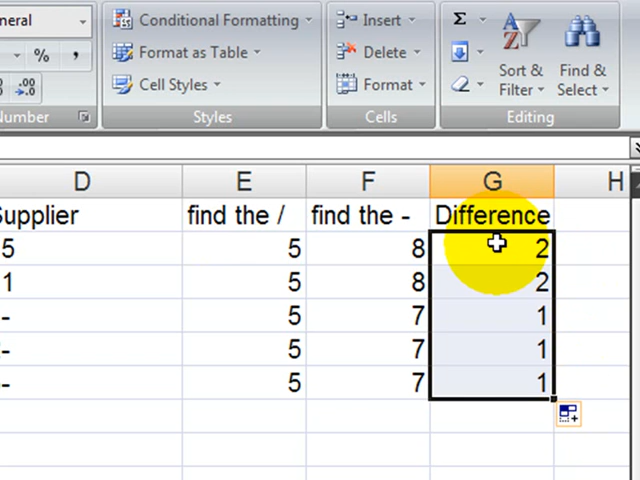 eneral
Conditional Formatting
Insert
Σ
%
,
Format as Table
Delete
.00
.0
Cell Styles
Format
Sort &
Filter
Find &
Select
umber
Styles
Cells
Editing
D E F G H
Supplier find the / find the - Difference
5 5 8 2
1 5 8 2
- 5 7 1
- 5 7 1
- 5 7 1